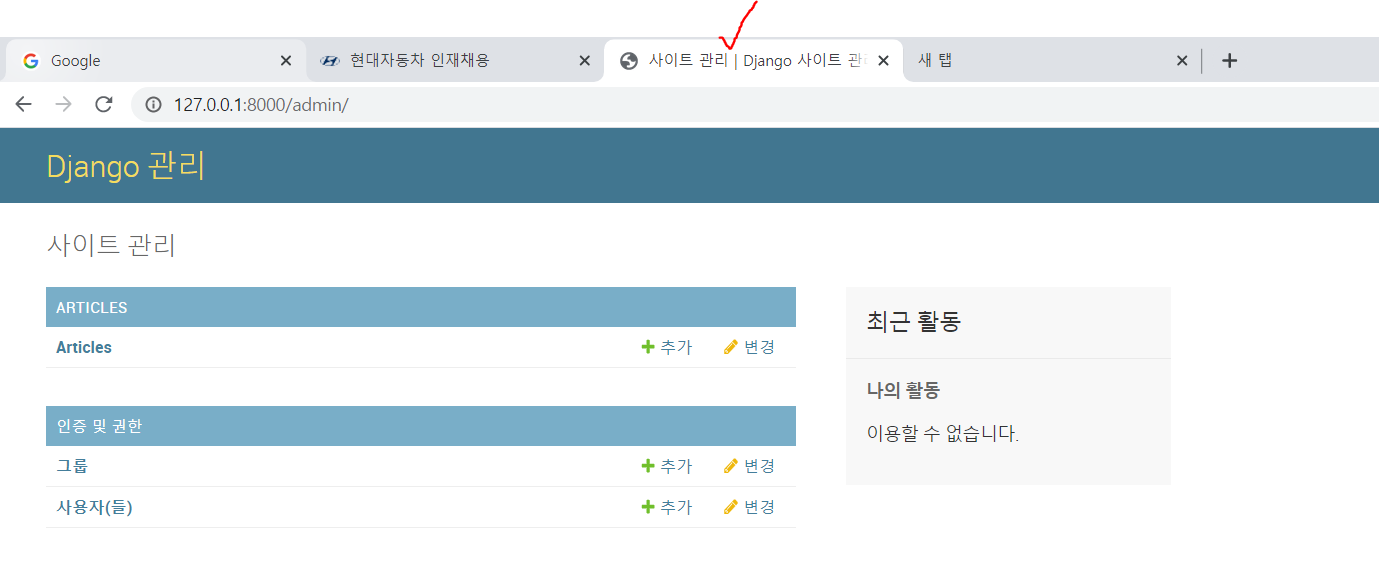 Google
현대자동차 인재채용
사이트 관리 | Django 사이트 관
새 탭
127.0.0.1:8000/admin/
Django 관리
사이트 관리
ARTICLES
Articles 추가 변경
인증 및 권한
그룹 추가 변경
사용자(들) 추가 변경
최근 활동
나의 활동
이용할 수 없습니다.